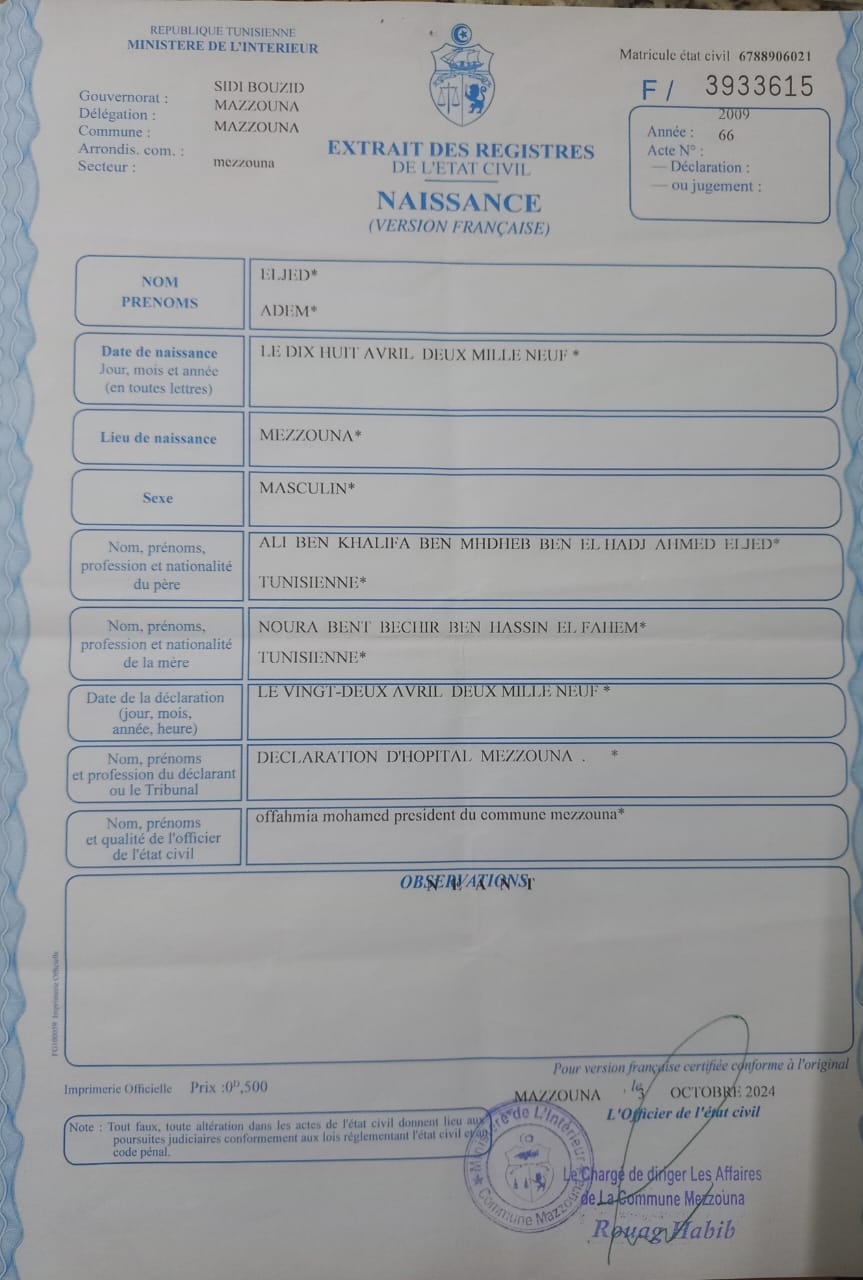 REPUBLIQUE TUNISIENNE
MINISTERE DE L'INTERIEUR
Matricule état civil 6788906021
F / 3933615
Gouvernorat : SIDI BOUZID
Délégation : MAZZOUNA
Commune : MAZZOUNA
Arrondis. com. :
Secteur : mezzouna
2009
Année : 66
Acte N° :
— Déclaration :
— ou jugement :
EXTRAIT DES REGISTRES
DE L'ETAT CIVIL
NAISSANCE
(VERSION FRANÇAISE)
NOM
PRENOMS
ELJED*
ADEM*
Date de naissance
Jour, mois et année
(en toutes lettres)
LE DIX HUIT AVRIL DEUX MILLE NEUF *
Lieu de naissance
MEZZOUNA*
Sexe
MASCULIN*
Nom, prénoms,
profession et nationalité
du père
ALI BEN KHALIFA BEN MHDHEB BEN EL HADJ AHMED ELJED*
TUNISIENNE*
Nom, prénoms,
profession et nationalité
de la mère
NOURA BENT BECHIR BEN HASSIN EL FAHEM*
TUNISIENNE*
Date de la déclaration
(jour, mois,
année, heure)
LE VINGT-DEUX AVRIL DEUX MILLE NEUF *
Nom, prénoms
et profession du déclarant
ou le Tribunal
DECLARATION D'HOPITAL MEZZOUNA . *
Nom, prénoms
et qualité de l'officier
de l'état civil
offahmia mohamed president du commune mezzouna*
OBSERVATIONS
N E A N T
FG100059 Imprimerie Officielle
Pour version française certifiée conforme à l'original
Imprimerie Officielle Prix :0ᴰ,500
MAZZOUNA le 3 OCTOBRE 2024
L'Officier de l'état civil
Note : Tout faux, toute altération dans les actes de l'état civil donnent lieu aux
poursuites judiciaires conformement aux lois réglementant l'état civil et au
code pénal.
Ministère de L'Intérieur
Commune Mazzouna
Le Chargé de diriger Les Affaires
de La Commune Mezzouna
Rouag Habib